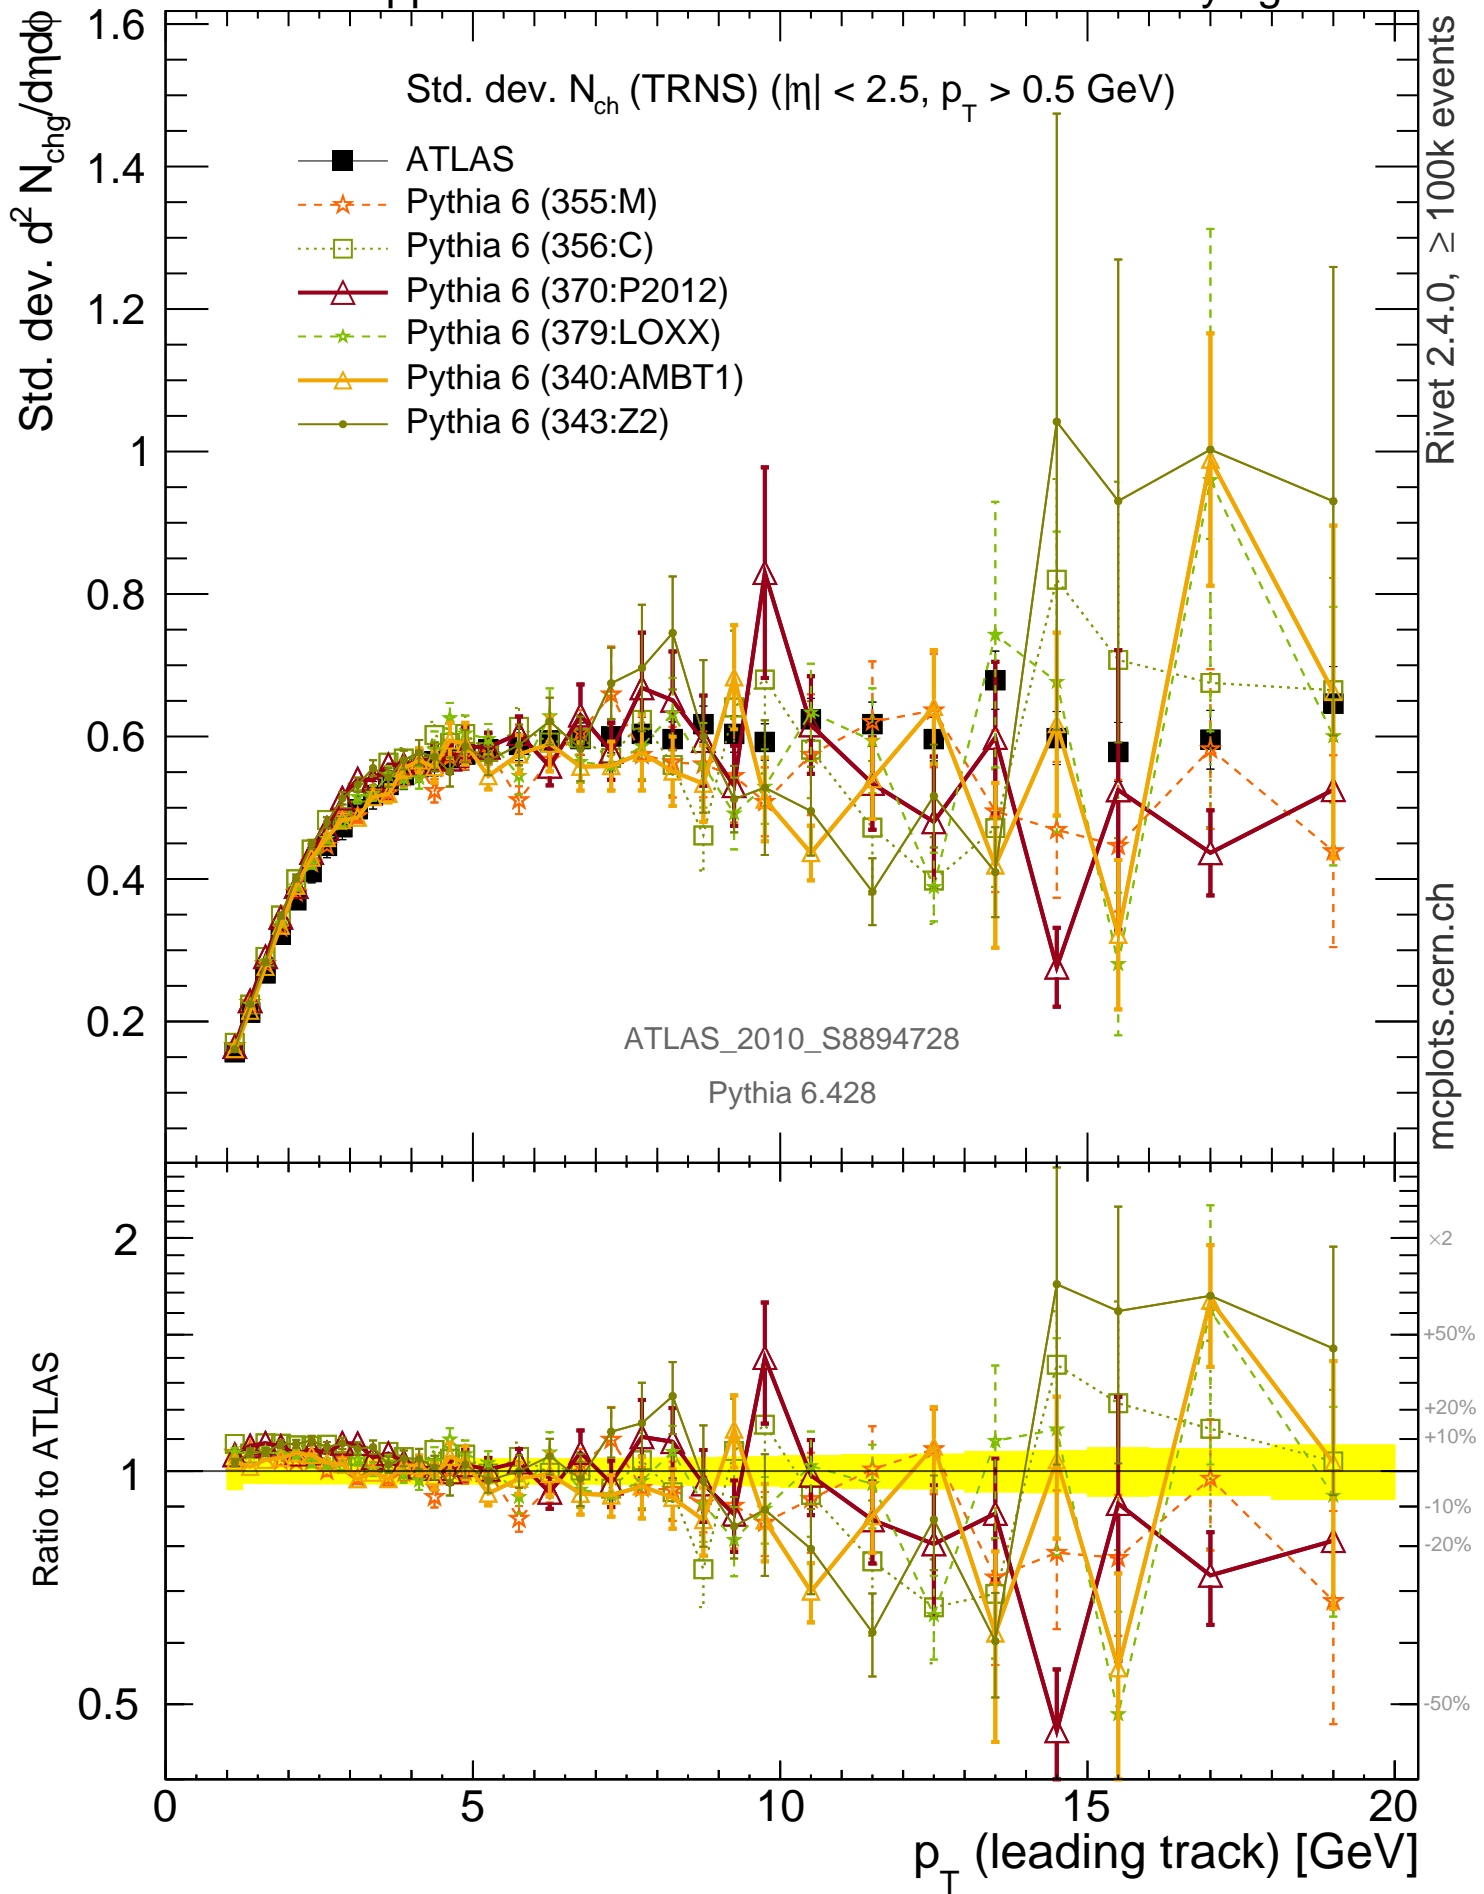 Std. dev. d² N_chg/dηdϕ
Std. dev. N_ch (TRNS) (|η| < 2.5, p_T > 0.5 GeV)
ATLAS
Pythia 6 (355:M)
Pythia 6 (356:C)
Pythia 6 (370:P2012)
Pythia 6 (379:LOXX)
Pythia 6 (340:AMBT1)
Pythia 6 (343:Z2)
1.6
1.4
1.2
1
0.8
0.6
0.4
0.2
ATLAS_2010_S8894728
Pythia 6.428
Rivet 2.4.0, ≥ 100k events
mcplots.cern.ch
Ratio to ATLAS
2
1
0.5
×2
+50%
+20%
+10%
-10%
-20%
-50%
0 5 10 15 20
p_T (leading track) [GeV]